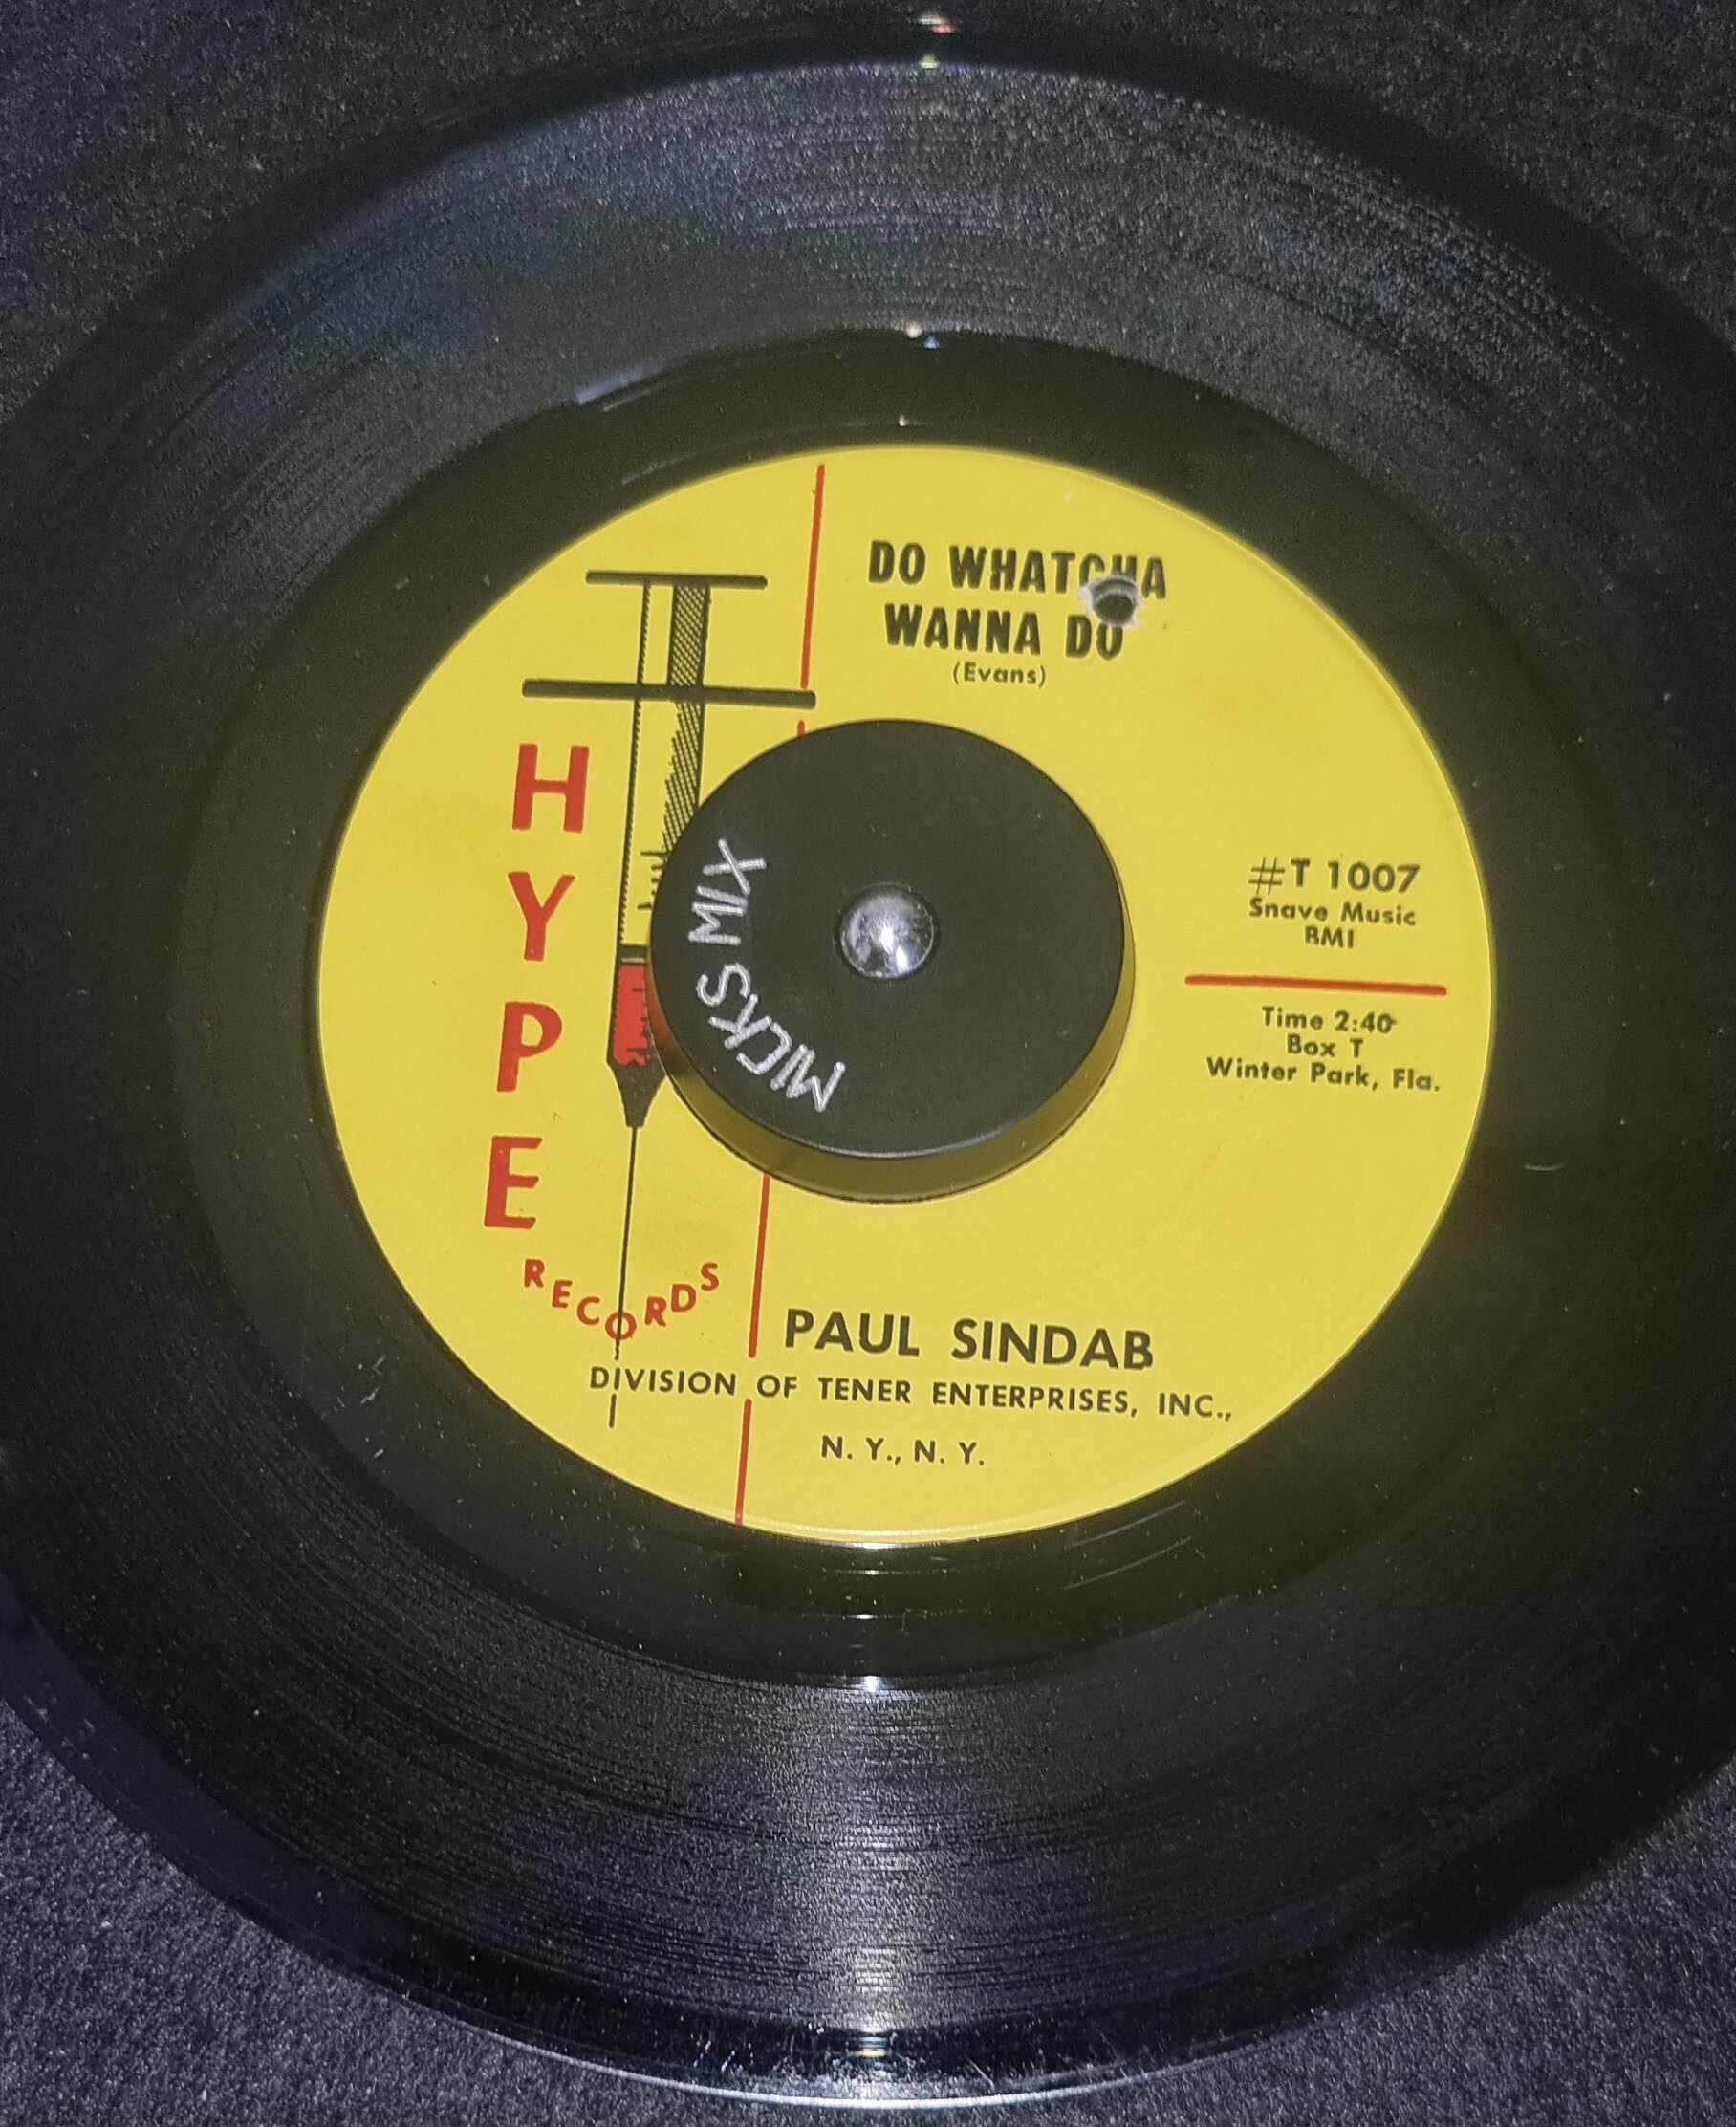 DO WHATCHA
WANNA DO
(Evans)
HYPE
RECORDS
MICKS MIX
#T 1007
Snave Music
BMI
Time 2:40
Box T
Winter Park, Fla.
PAUL SINDAB
DIVISION OF TENER ENTERPRISES, INC.,
N. Y., N. Y.